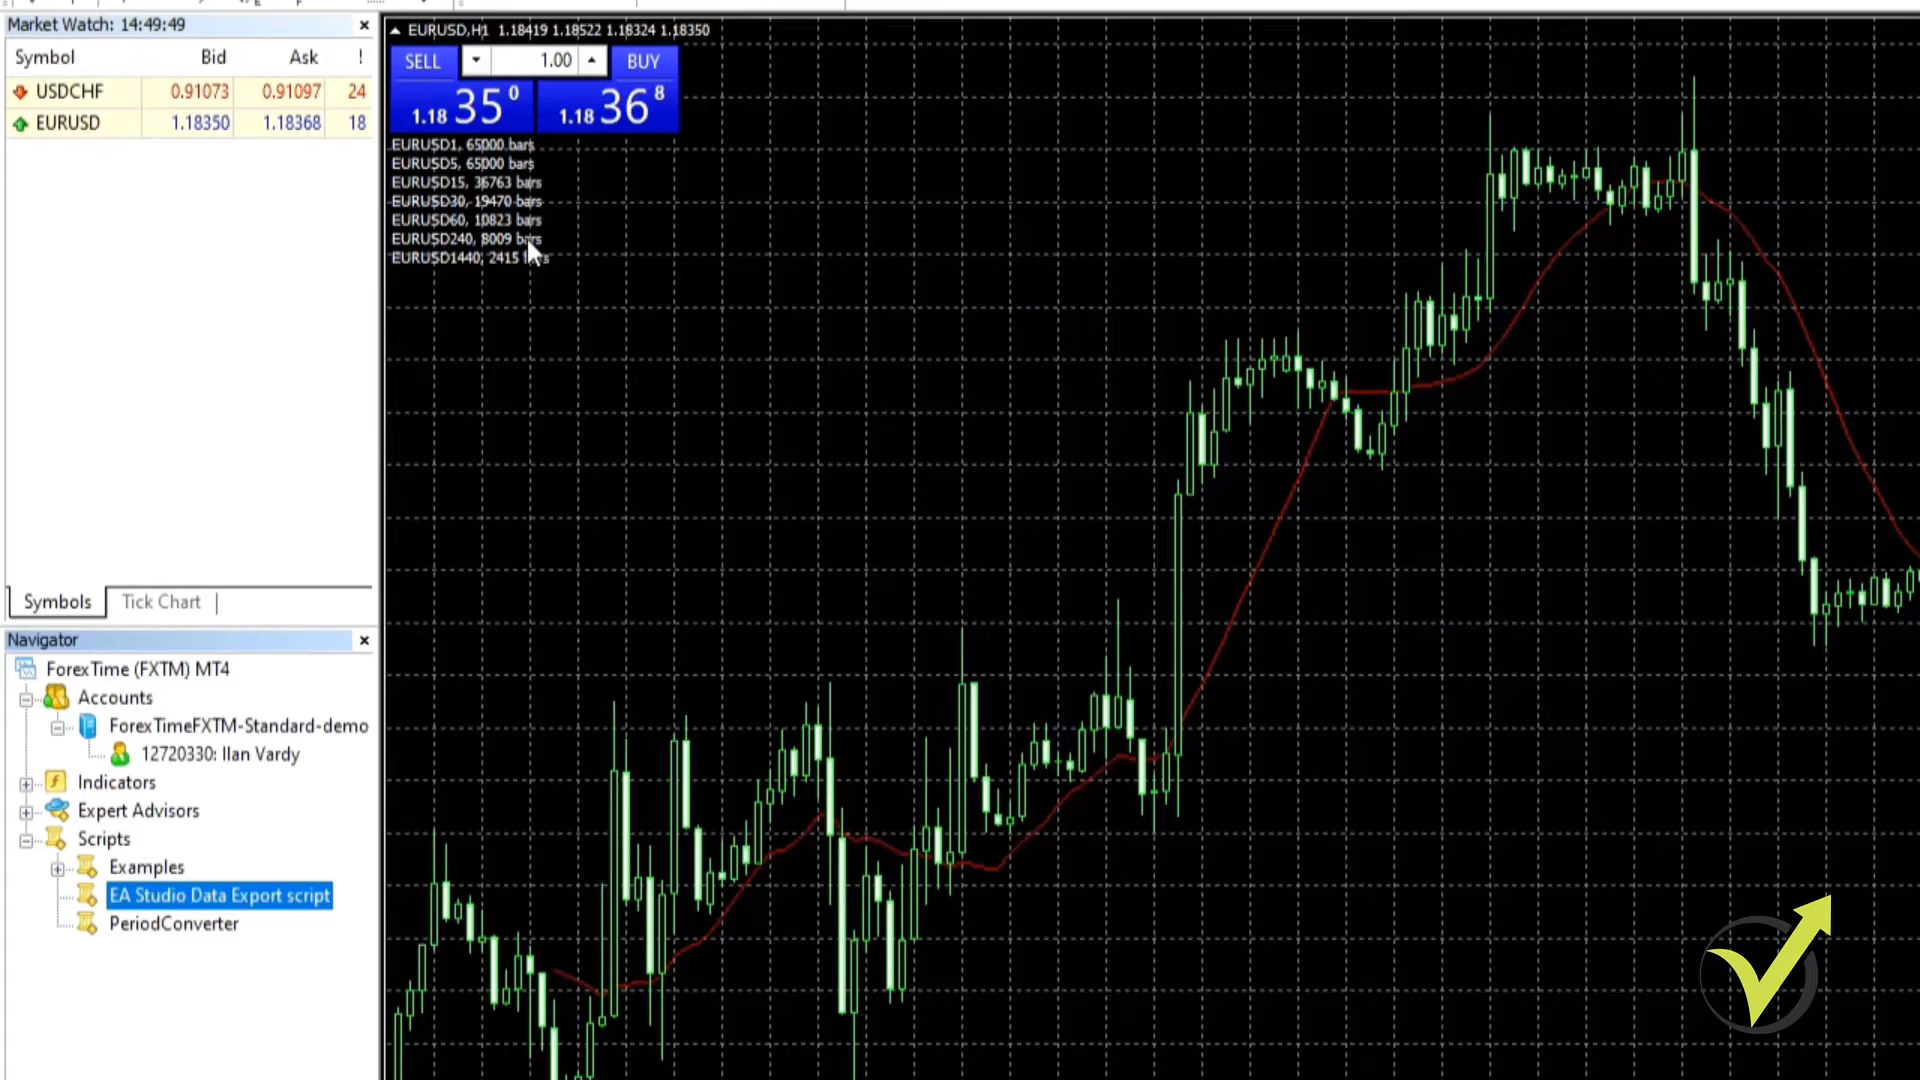 Market Watch: 14:49:49
Symbol Bid Ask !
USDCHF 0.91073 0.91097 24
EURUSD 1.18350 1.18368 18
Symbols Tick Chart
Navigator
ForexTime (FXTM) MT4
Accounts
ForexTimeFXTM-Standard-demo
12720330: Ilan Vardy
Indicators
Expert Advisors
Scripts
Examples
EA Studio Data Export script
PeriodConverter
EURUSD,H1 1.18419 1.18522 1.18324 1.18350
SELL 1.00 BUY
1.18 35 0 1.18 36 8
EURUSD1, 65000 bars
EURUSD5, 65000 bars
EURUSD15, 36763 bars
EURUSD30, 19470 bars
EURUSD60, 10823 bars
EURUSD240, 8009 bars
EURUSD1440, 2415 bars